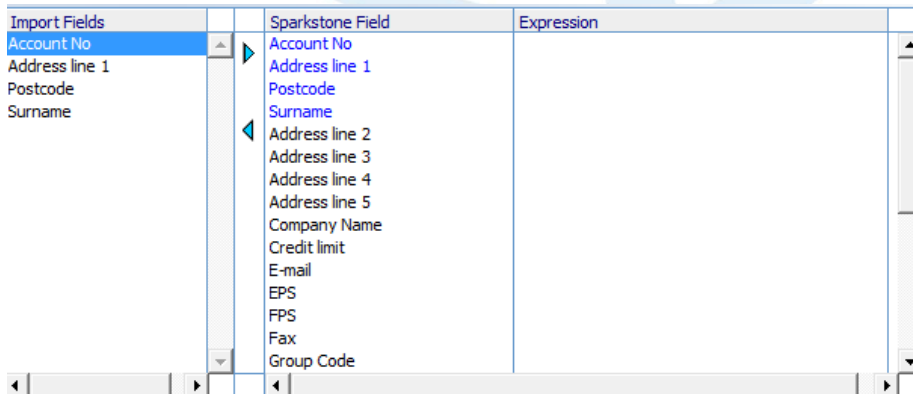 Import Fields
Account No
Address line 1
Postcode
Surname
Sparkstone Field
Account No
Address line 1
Postcode
Surname
Address line 2
Address line 3
Address line 4
Address line 5
Company Name
Credit limit
E-mail
EPS
FPS
Fax
Group Code
Expression